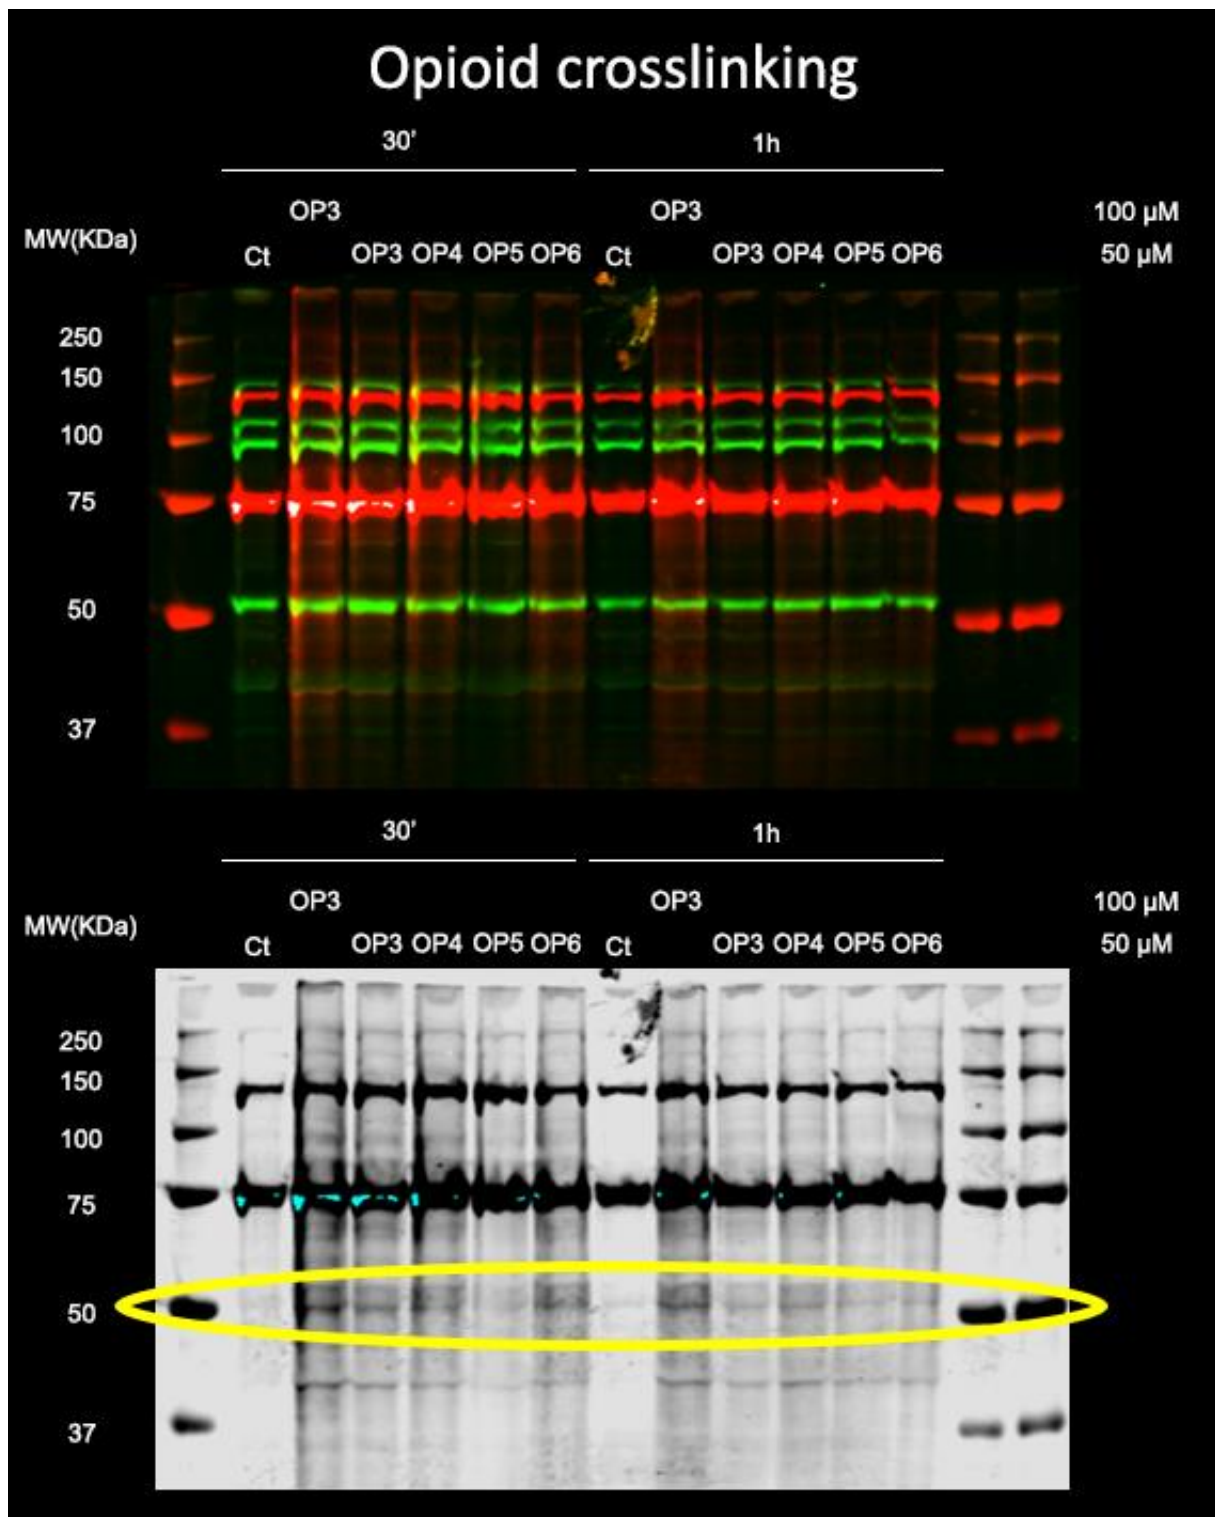 Opioid crosslinking
30' 1h
OP3 OP3 100 µM
MW(KDa)
Ct OP3 OP4 OP5 OP6 Ct OP3 OP4 OP5 OP6 50 µM
250
150
100
75
50
37
30' 1h
OP3 OP3 100 µM
MW(KDa)
Ct OP3 OP4 OP5 OP6 Ct OP3 OP4 OP5 OP6 50 µM
250
150
100
75
50
37